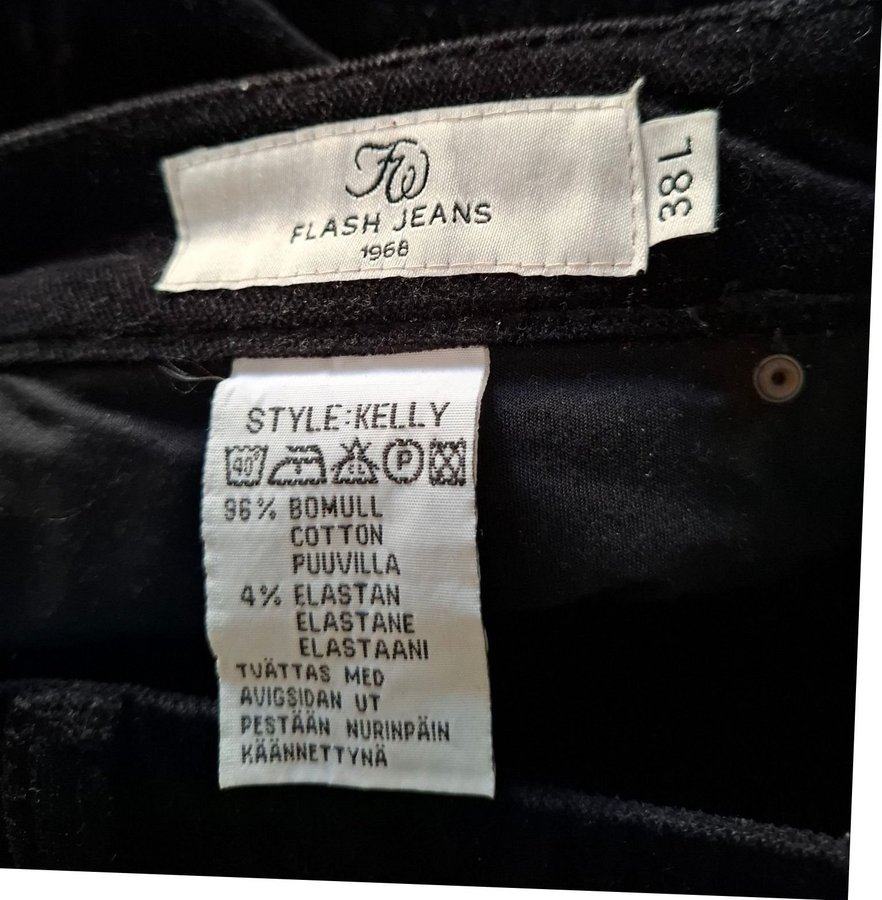 FW
FLASH JEANS
1968
38 L
STYLE:KELLY
40°
P
96% BOMULL
COTTON
PUUVILLA
4% ELASTAN
ELASTANE
ELASTAANI
TVÄTTAS MED
AVIGSIDAN UT
PESTÄÄN NURINPÄIN
KÄÄNNETTYNÄ